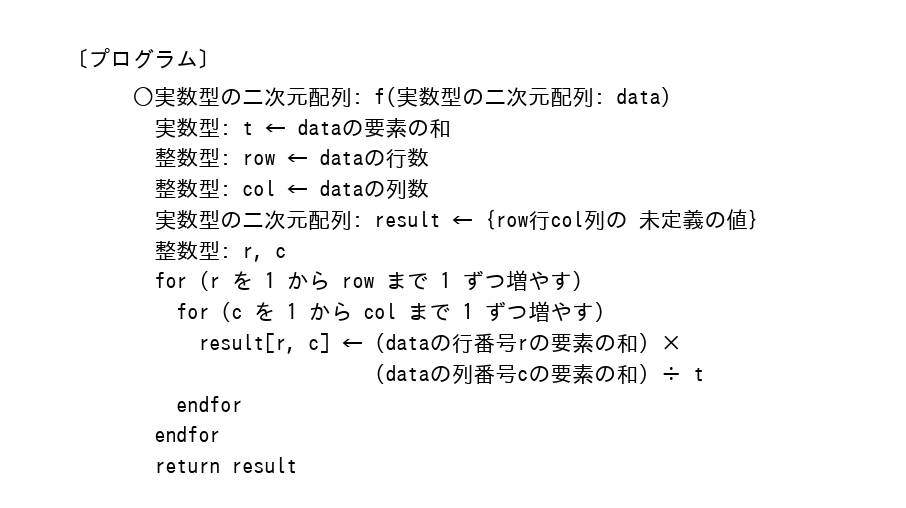 〔プログラム〕
○実数型の二次元配列: f(実数型の二次元配列: data)
実数型: t ← dataの要素の和
整数型: row ← dataの行数
整数型: col ← dataの列数
実数型の二次元配列: result ← {row行col列の 未定義の値}
整数型: r, c
for (r を 1 から row まで 1 ずつ増やす)
for (c を 1 から col まで 1 ずつ増やす)
result[r, c] ← (dataの行番号rの要素の和) ×
(dataの列番号cの要素の和) ÷ t
endfor
endfor
return result